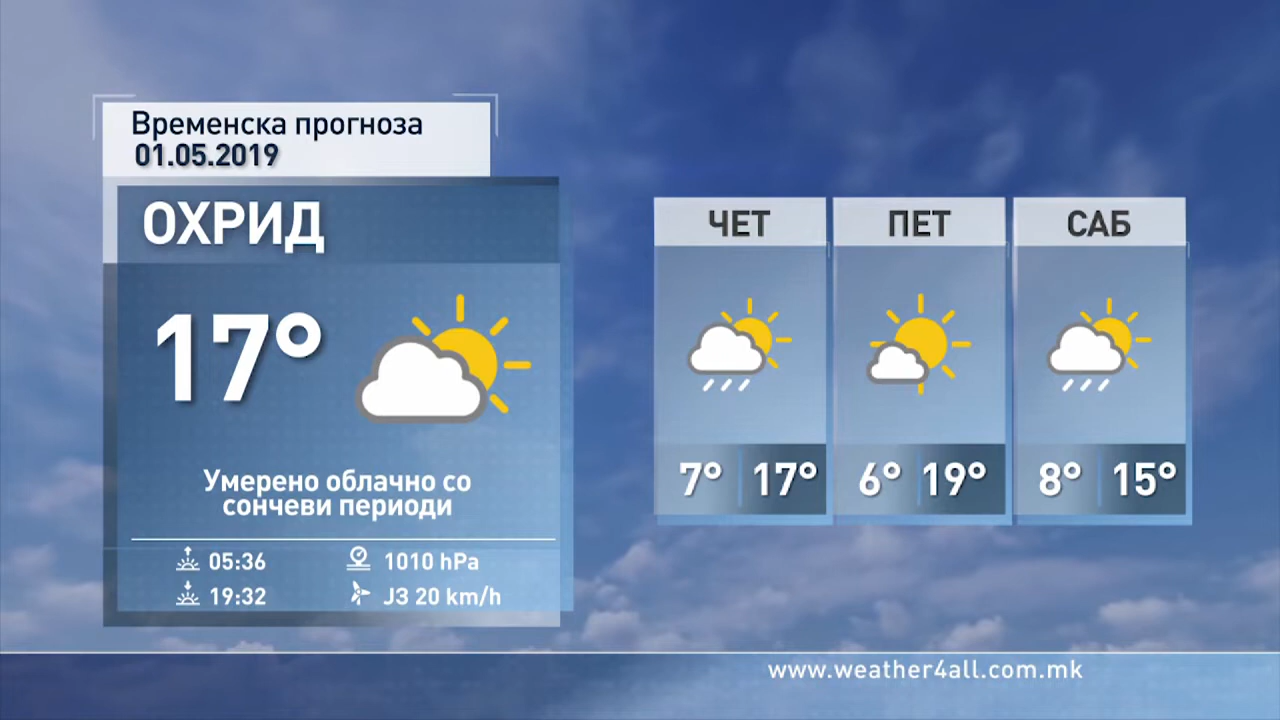 Временска прогноза
01.05.2019
ОХРИД
17°
Умерено облачно со
сончеви периоди
05:36
1010 hPa
19:32
ЈЗ 20 km/h
ЧЕТ
7° 17°
ПЕТ
6° 19°
САБ
8° 15°
www.weather4all.com.mk